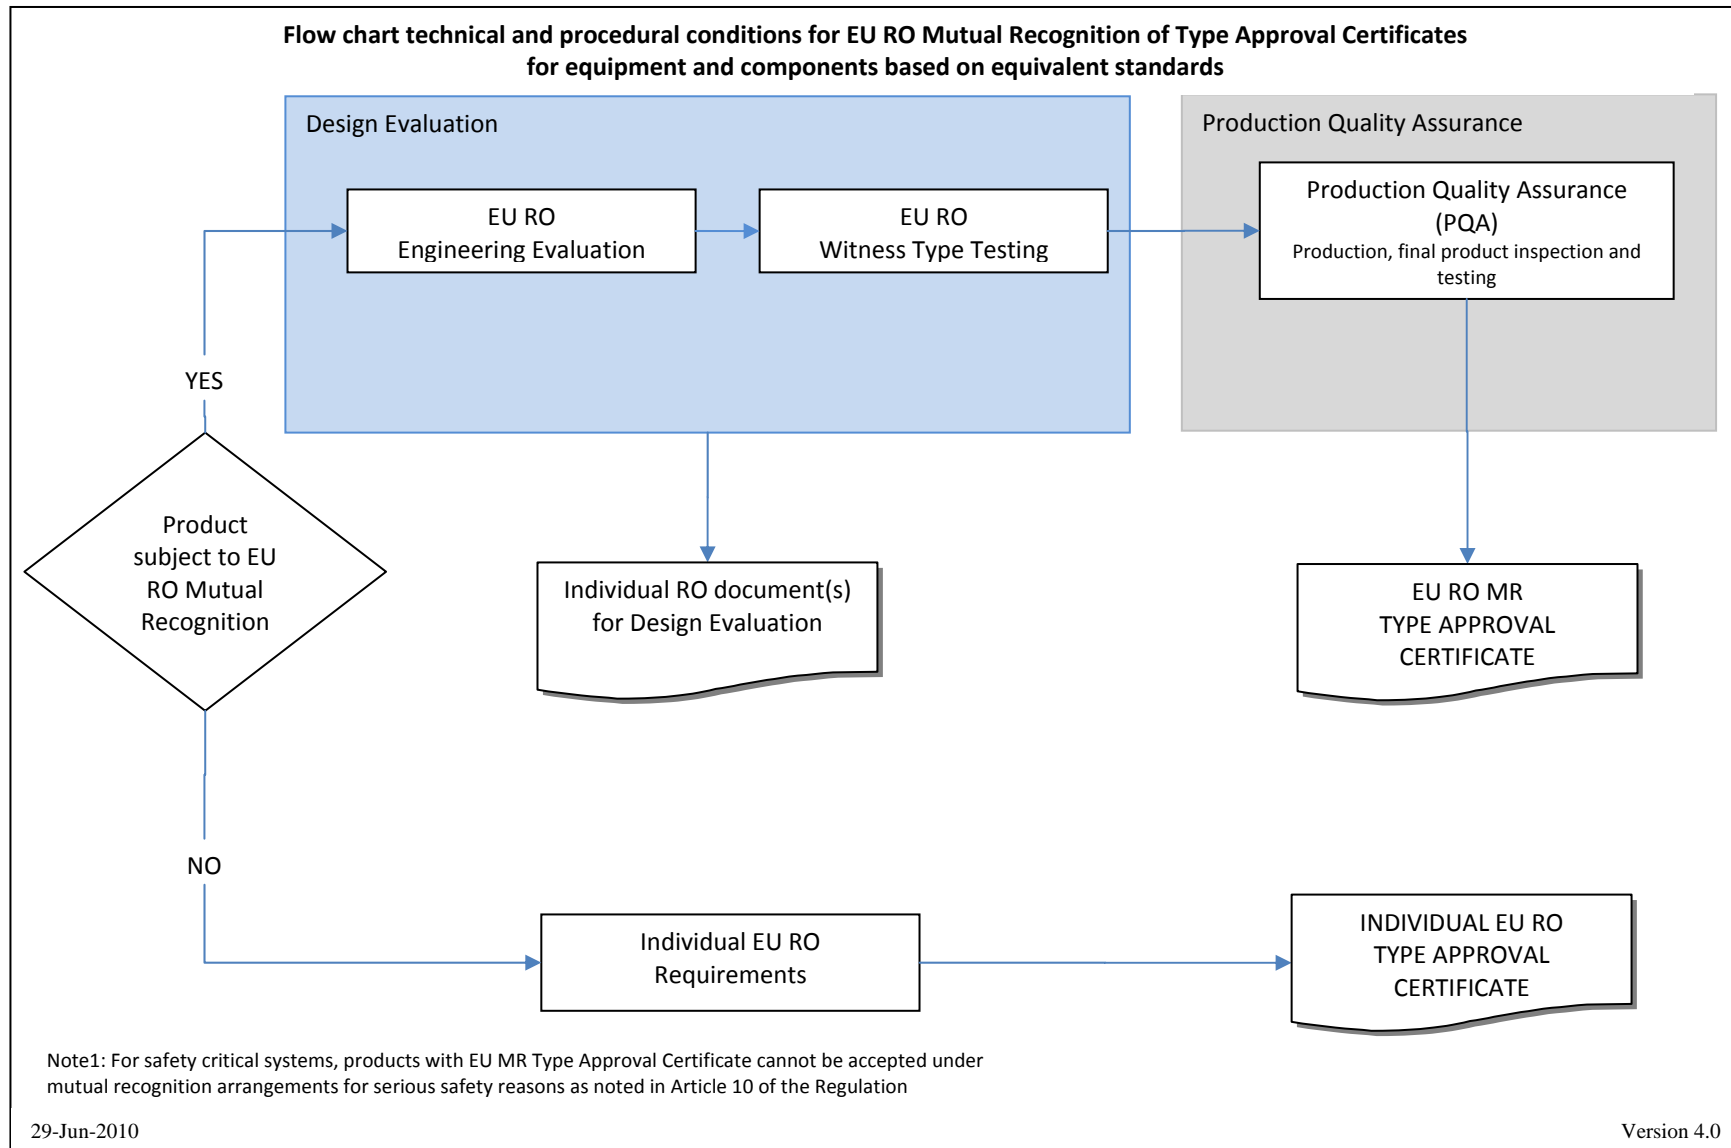 Flow chart technical and procedural conditions for EU RO Mutual Recognition of Type Approval Certificates
for equipment and components based on equivalent standards
Design Evaluation
Production Quality Assurance
EU RO
Engineering Evaluation
EU RO
Witness Type Testing
Production Quality Assurance
(PQA)
Production, final product inspection and
testing
YES
Product
subject to EU
RO Mutual
Recognition
Individual RO document(s)
for Design Evaluation
EU RO MR
TYPE APPROVAL
CERTIFICATE
NO
Individual EU RO
Requirements
INDIVIDUAL EU RO
TYPE APPROVAL
CERTIFICATE
Note1: For safety critical systems, products with EU MR Type Approval Certificate cannot be accepted under
mutual recognition arrangements for serious safety reasons as noted in Article 10 of the Regulation
29-Jun-2010
Version 4.0